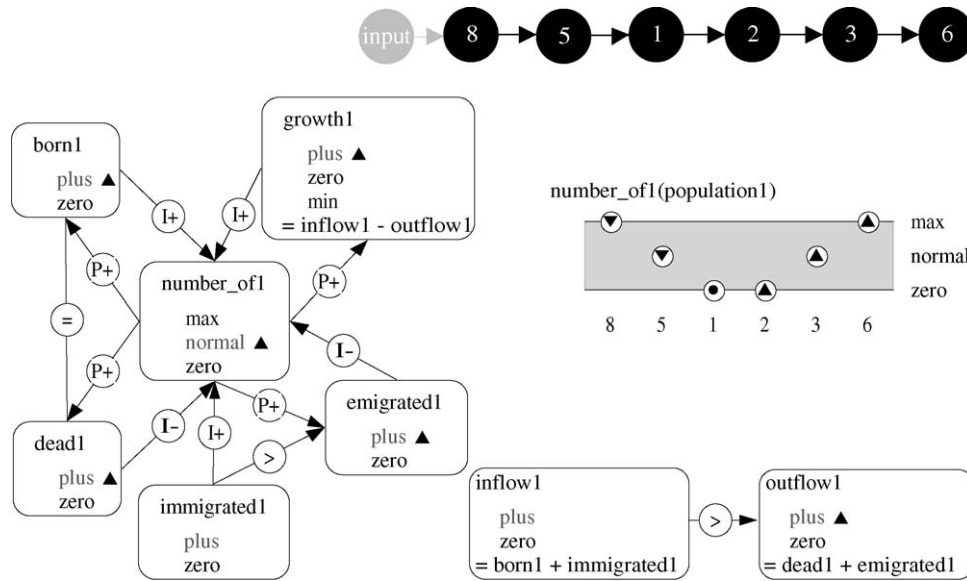 input 8 5 1 2 3 6
growth1
plus ▲
zero
min
= inflow1 - outflow1
born1
plus ▲
zero
I+
I+
P+
P+
=
number_of1
max
normal ▲
zero
P+
I–
I–
P+
I+
>
dead1
plus ▲
zero
emigrated1
plus ▲
zero
immigrated1
plus
zero
number_of1(population1)
max
normal
zero
8 5 1 2 3 6
inflow1
plus
zero
= born1 + immigrated1
>
outflow1
plus ▲
zero
= dead1 + emigrated1